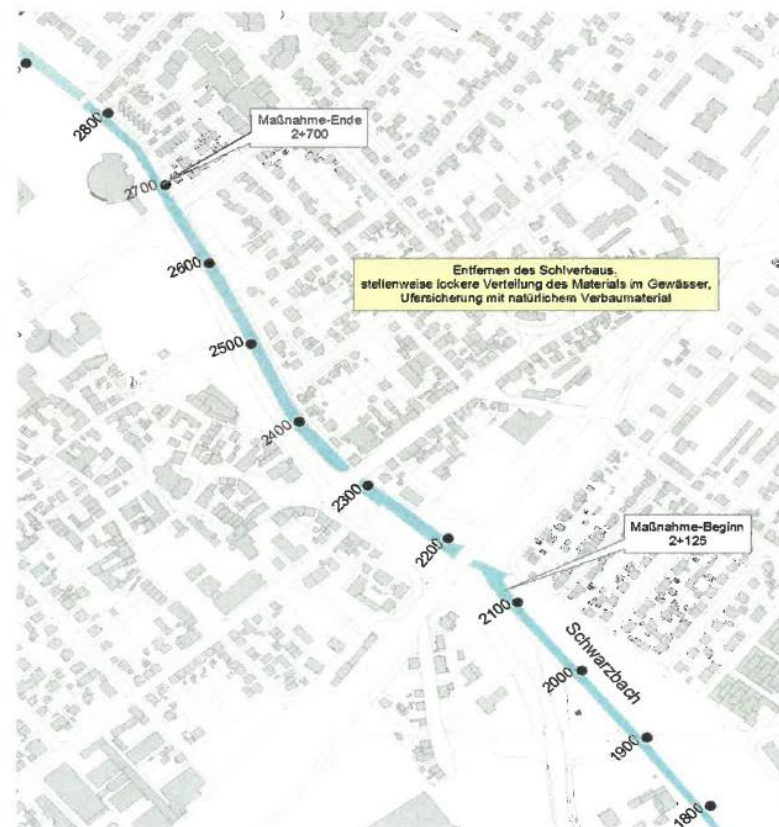 2800
Maßnahme-Ende
2+700
2700
2600
Entfernen des Sohlverbaus,
stellenweise lockere Verteilung des Materials im Gewässer,
Ufersicherung mit natürlichem Verbaumaterial
2500
2400
2300
2200
Maßnahme-Beginn
2+125
2100
Schwarzbach
2000
1900
1800